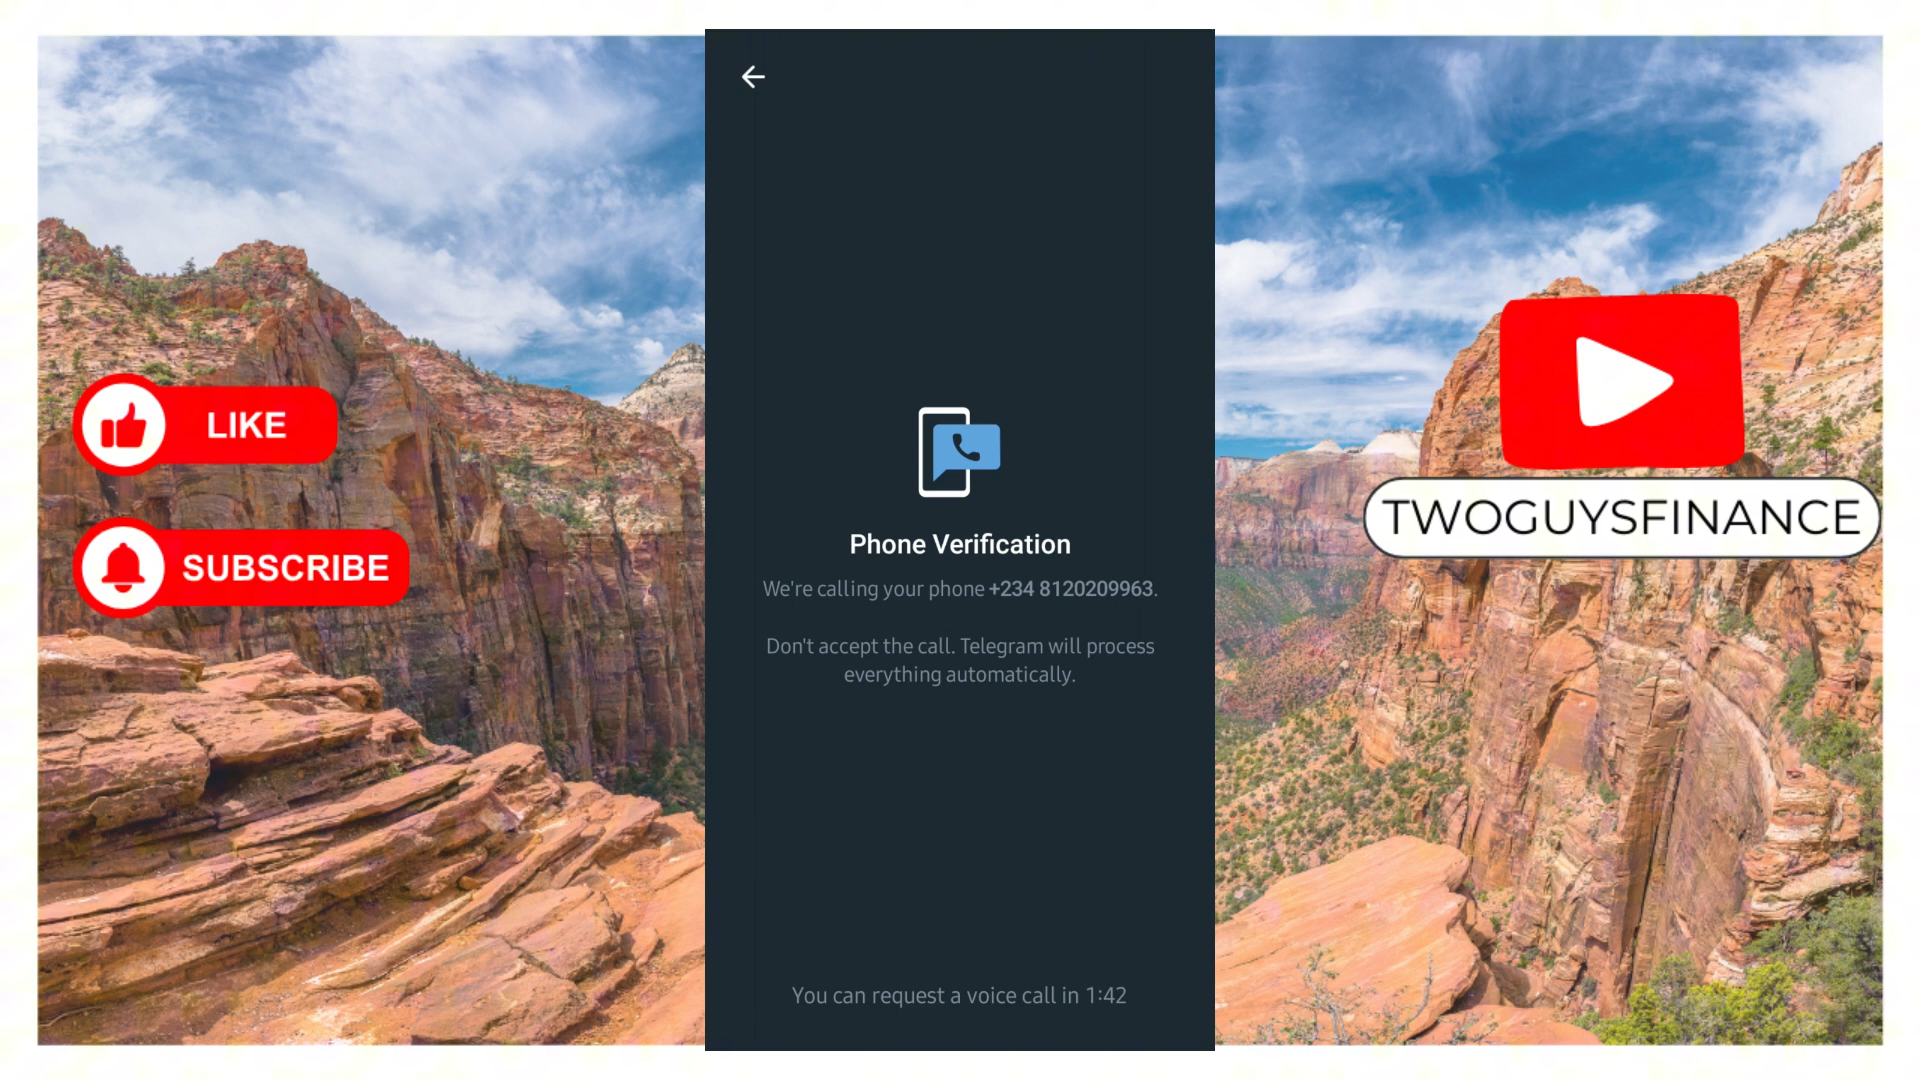 LIKE
SUBSCRIBE
Phone Verification
We're calling your phone +234 8120209963.
Don't accept the call. Telegram will process
everything automatically.
You can request a voice call in 1:42
TWOGUYSFINANCE